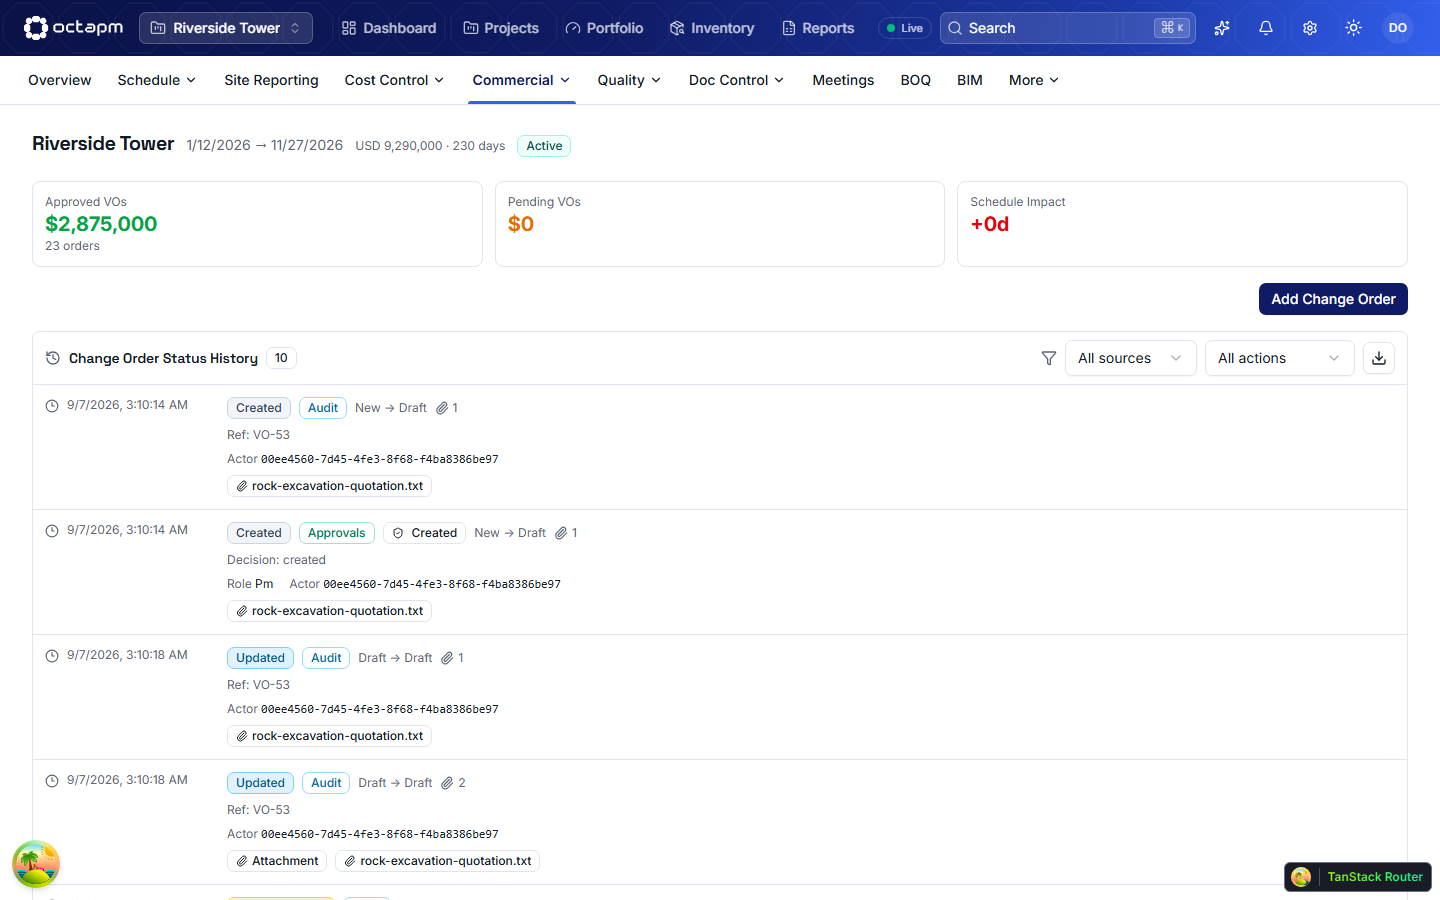 octapm Riverside Tower Dashboard Projects Portfolio Inventory Reports Live Search ⌘ K DO
Overview Schedule Site Reporting Cost Control Commercial Quality Doc Control Meetings BOQ BIM More
Riverside Tower 1/12/2026 → 11/27/2026 USD 9,290,000 · 230 days Active
Approved VOs
$2,875,000
23 orders
Pending VOs
$0
Schedule Impact
+0d
Add Change Order
Change Order Status History 10 All sources All actions
9/7/2026, 3:10:14 AM Created Audit New → Draft 1
Ref: VO-53
Actor 00ee4560-7d45-4fe3-8f68-f4ba8386be97
rock-excavation-quotation.txt
9/7/2026, 3:10:14 AM Created Approvals Created New → Draft 1
Decision: created
Role Pm Actor 00ee4560-7d45-4fe3-8f68-f4ba8386be97
rock-excavation-quotation.txt
9/7/2026, 3:10:18 AM Updated Audit Draft → Draft 1
Ref: VO-53
Actor 00ee4560-7d45-4fe3-8f68-f4ba8386be97
rock-excavation-quotation.txt
9/7/2026, 3:10:18 AM Updated Audit Draft → Draft 2
Ref: VO-53
Actor 00ee4560-7d45-4fe3-8f68-f4ba8386be97
Attachment rock-excavation-quotation.txt
TanStack Router